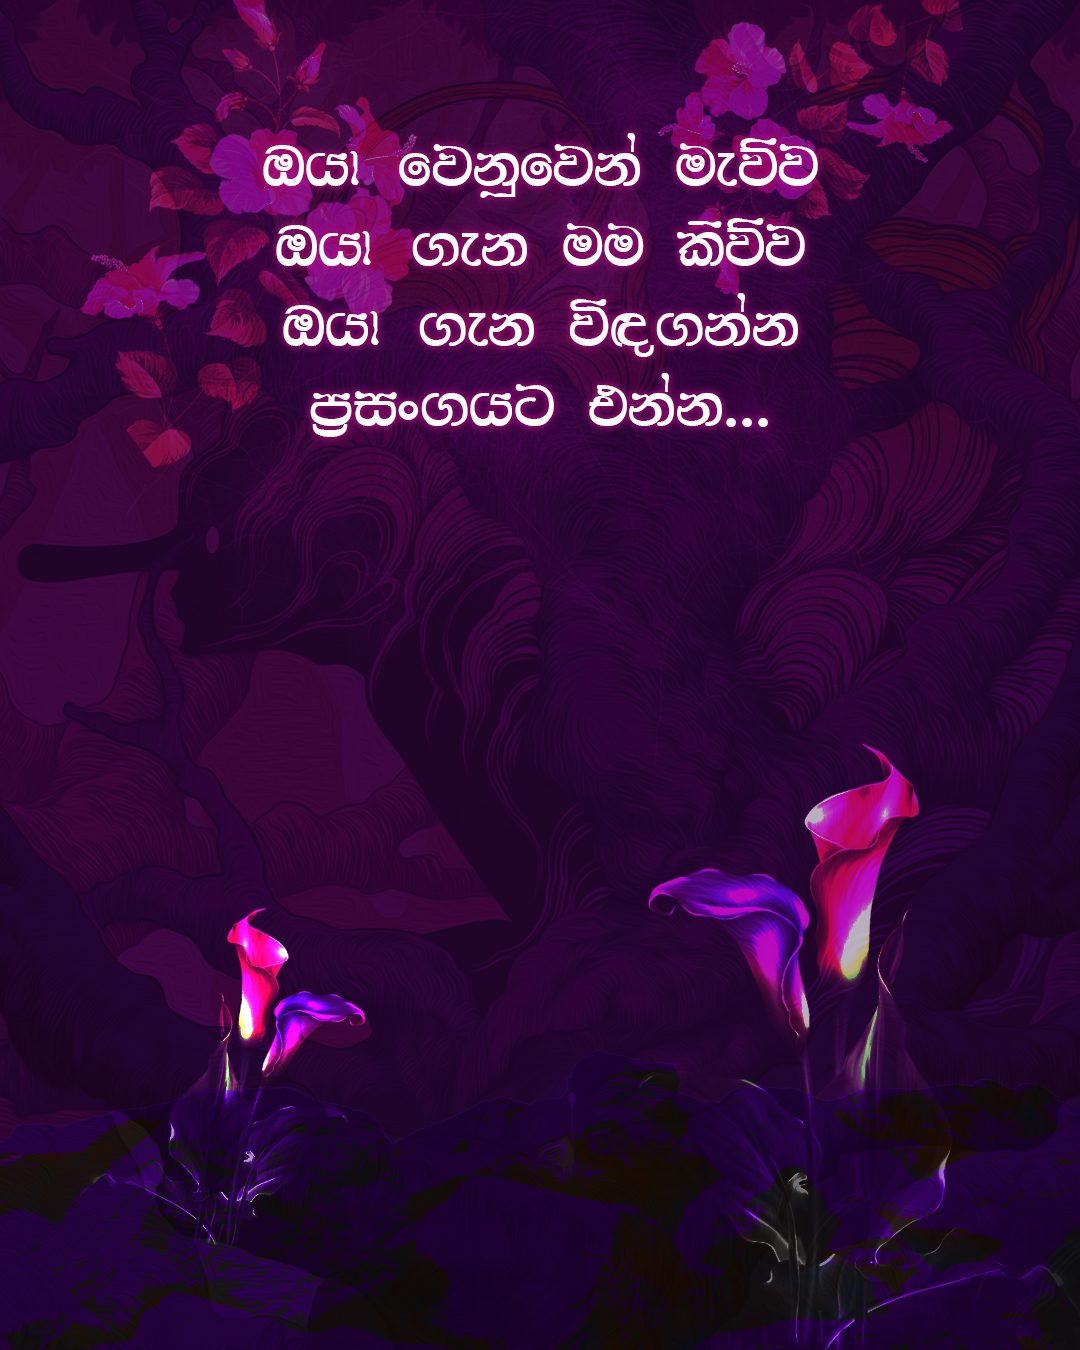 ඔයා වෙනුවෙන් මැව්ව
ඔයා ගැන මම කිව්ව
ඔයා ගැන විඳගන්න
ප්‍රසංගයට එන්න...